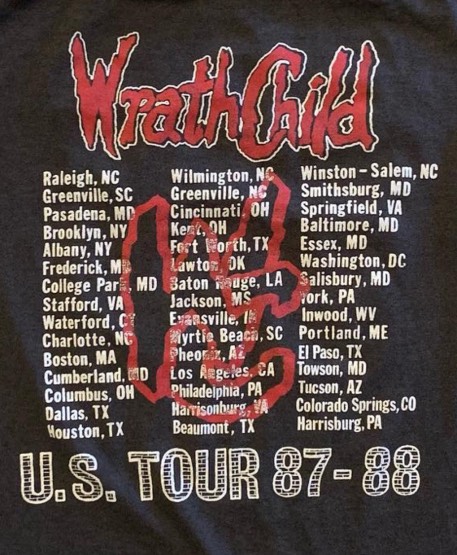 Wrath Child
Raleigh, NC
Greenville, SC
Pasadena, MD
Brooklyn, NY
Albany, NY
Frederick, MD
College Park, MD
Stafford, VA
Waterford, CT
Charlotte, NC
Boston, MA
Cumberland, MD
Columbus, OH
Dallas, TX
Houston, TX
Wilmington, NC
Greenville, NC
Cincinnati, OH
Kent, OH
Fort Worth, TX
Lawton, OK
Baton Rouge, LA
Jackson, MS
Evansville, IN
Myrtle Beach, SC
Pheonix, AZ
Los Angeles, CA
Philadelphia, PA
Harrisonburg, VA
Beaumont, TX
Winston-Salem, NC
Smithsburg, MD
Springfield, VA
Baltimore, MD
Essex, MD
Washington, DC
Salisbury, MD
York, PA
Inwood, WV
Portland, ME
El Paso, TX
Towson, MD
Tucson, AZ
Colorado Springs, CO
Harrisburg, PA
WC
U.S. TOUR 87-88